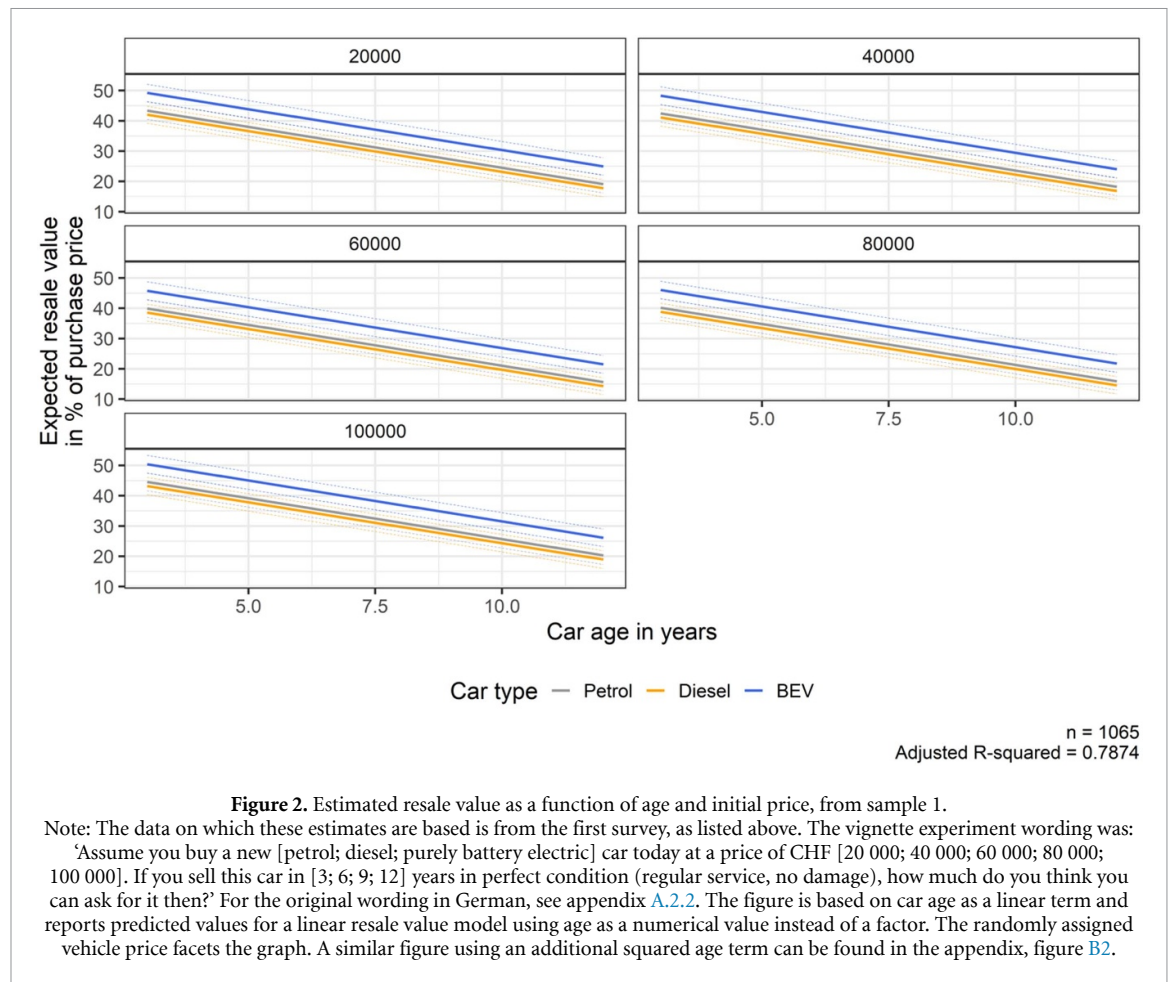 20000
40000
50
40
30
20
10
60000
80000
50
40
30
20
10
5.0
7.5
10.0
100000
50
40
30
20
10
5.0
7.5
10.0
Expected resale value
in % of purchase price
Car age in years
Car type Petrol Diesel BEV
n = 1065
Adjusted R-squared = 0.7874
Figure 2. Estimated resale value as a function of age and initial price, from sample 1.
Note: The data on which these estimates are based is from the first survey, as listed above. The vignette experiment wording was:
‘Assume you buy a new [petrol; diesel; purely battery electric] car today at a price of CHF [20 000; 40 000; 60 000; 80 000;
100 000]. If you sell this car in [3; 6; 9; 12] years in perfect condition (regular service, no damage), how much do you think you
can ask for it then?’ For the original wording in German, see appendix A.2.2. The figure is based on car age as a linear term and
reports predicted values for a linear resale value model using age as a numerical value instead of a factor. The randomly assigned
vehicle price facets the graph. A similar figure using an additional squared age term can be found in the appendix, figure B2.